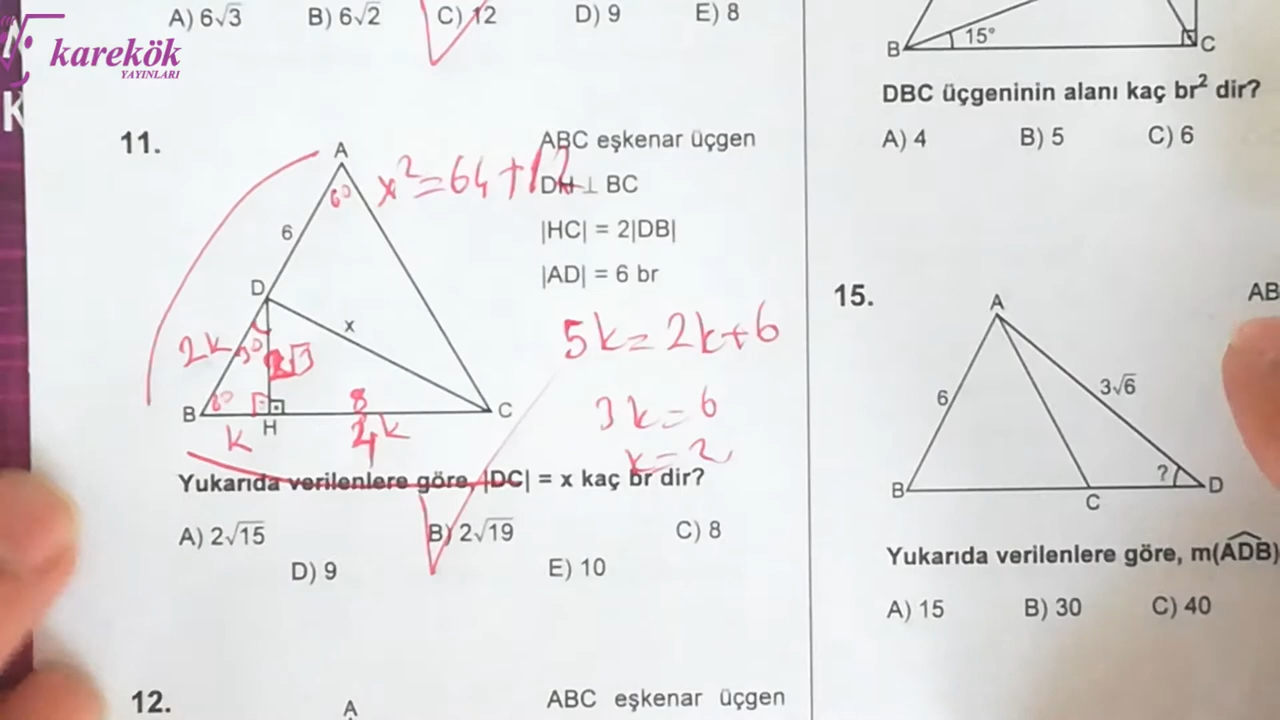 karekök
YAYINLARI
K
A) 6√3 B) 6√2 C) 12 D) 9 E) 8
11.
A
60
6
D
x
2k
30
2√3
B
60
H
C
8
k
4k
x²=64+12
ABC eşkenar üçgen
DH ⊥ BC
|HC| = 2|DB|
|AD| = 6 br
5k=2k+6
3k=6
k=2
Yukarıda verilenlere göre, |DC| = x kaç br dir?
A) 2√15 B) 2√19 C) 8
D) 9 E) 10
12.
A
ABC eşkenar üçgen
B
15°
C
DBC üçgeninin alanı kaç br² dir?
A) 4 B) 5 C) 6
15.
AB
A
6
3√6
B
?
D
C
Yukarıda verilenlere göre, m(ADB)
A) 15 B) 30 C) 40